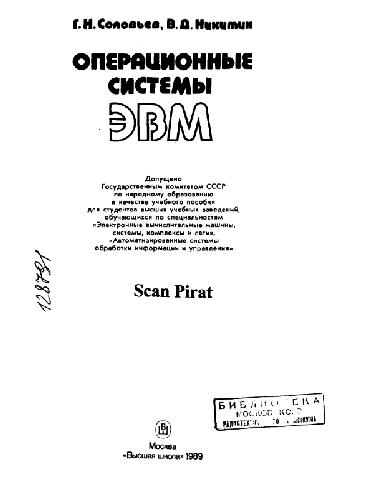 Г.Н. Соловьев, В.Д. Никитин
ОПЕРАЦИОННЫЕ
СИСТЕМЫ
ЭВМ
Допущено
Государственным комитетом СССР
по народному образованию
в качестве учебного пособия
для студентов высших учебных заведений,
обучающихся по специальностям
«Электронные вычислительные машины,
системы, комплексы и сети»,
«Автоматизированные системы
обработки информации и управления»
128791
Scan Pirat
БИБЛИОТЕКА
Москва
«Высшая школа» 1989